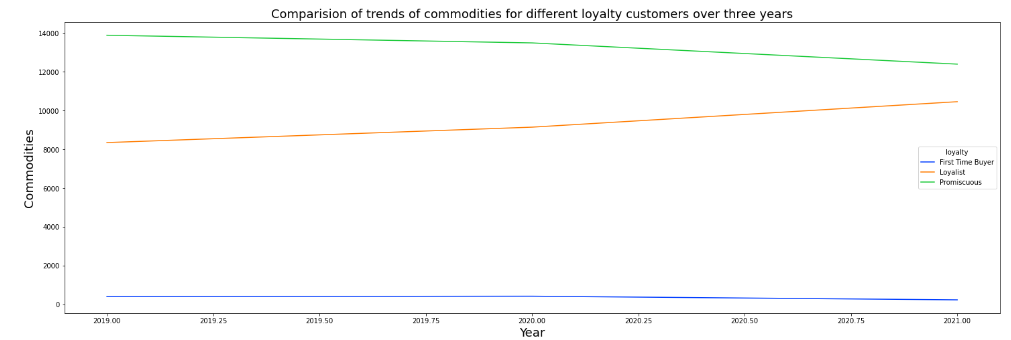 Comparision of trends of commodities for different loyalty customers over three years
14000
12000
10000
8000
6000
4000
2000
0
Commodities
loyalty
First Time Buyer
Loyalist
Promiscuous
2019.00 2019.25 2019.50 2019.75 2020.00 2020.25 2020.50 2020.75 2021.00
Year